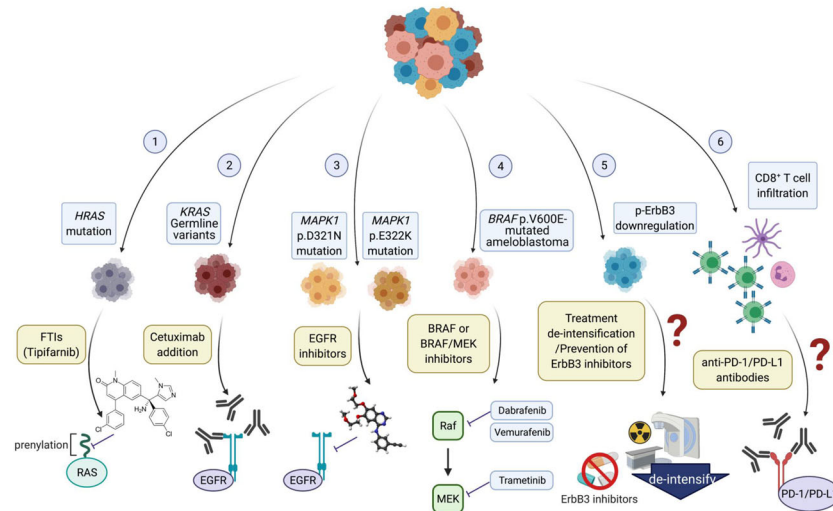 1
2
3
4
5
6
HRAS
mutation
KRAS
Germline
variants
MAPK1
p.D321N
mutation
MAPK1
p.E322K
mutation
BRAF p.V600E-
mutated
ameloblastoma
p-ErbB3
downregulation
CD8⁺ T cell
infiltration
FTIs
(Tipifarnib)
Cetuximab
addition
EGFR
inhibitors
BRAF or
BRAF/MEK
inhibitors
Treatment
de-intensification
/Prevention of
ErbB3 inhibitors
?
anti-PD-1/PD-L1
antibodies
?
O
N
N
N
Cl
H₂N
Cl
prenylation
RAS
EGFR
EGFR
Raf
Dabrafenib
Vemurafenib
MEK
Trametinib
ErbB3 inhibitors
de-intensify
PD-1/PD-L